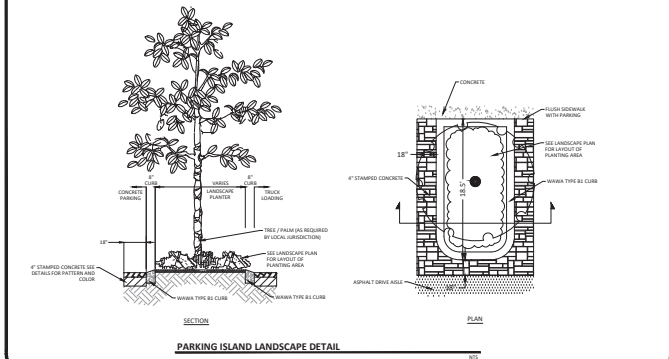 8"
CURB
8"
CURB
CONCRETE
PARKING
VARIES
LANDSCAPE
PLANTER
TRUCK
LOADING
18"
TREE / PALM (AS REQUIRED
BY LOCAL JURISDICTION)
SEE LANDSCAPE PLAN
FOR LAYOUT OF
PLANTING AREA
4" STAMPED CONCRETE SEE
DETAILS FOR PATTERN AND
COLOR
WAWA TYPE B1 CURB
WAWA TYPE B1 CURB
SECTION
CONCRETE
FLUSH SIDEWALK
WITH PARKING
18"
SEE LANDSCAPE PLAN
FOR LAYOUT OF
PLANTING AREA
4" STAMPED CONCRETE
WAWA TYPE B1 CURB
18.5'
ASPHALT DRIVE AISLE
PLAN
PARKING ISLAND LANDSCAPE DETAIL
NTS